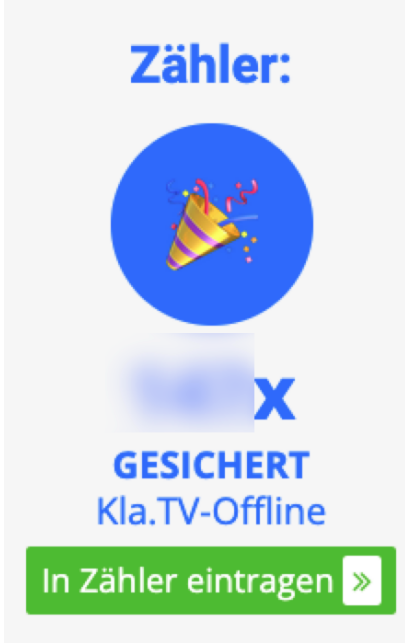 Zähler:
x
GESICHERT
Kla.TV-Offline
In Zähler eintragen »